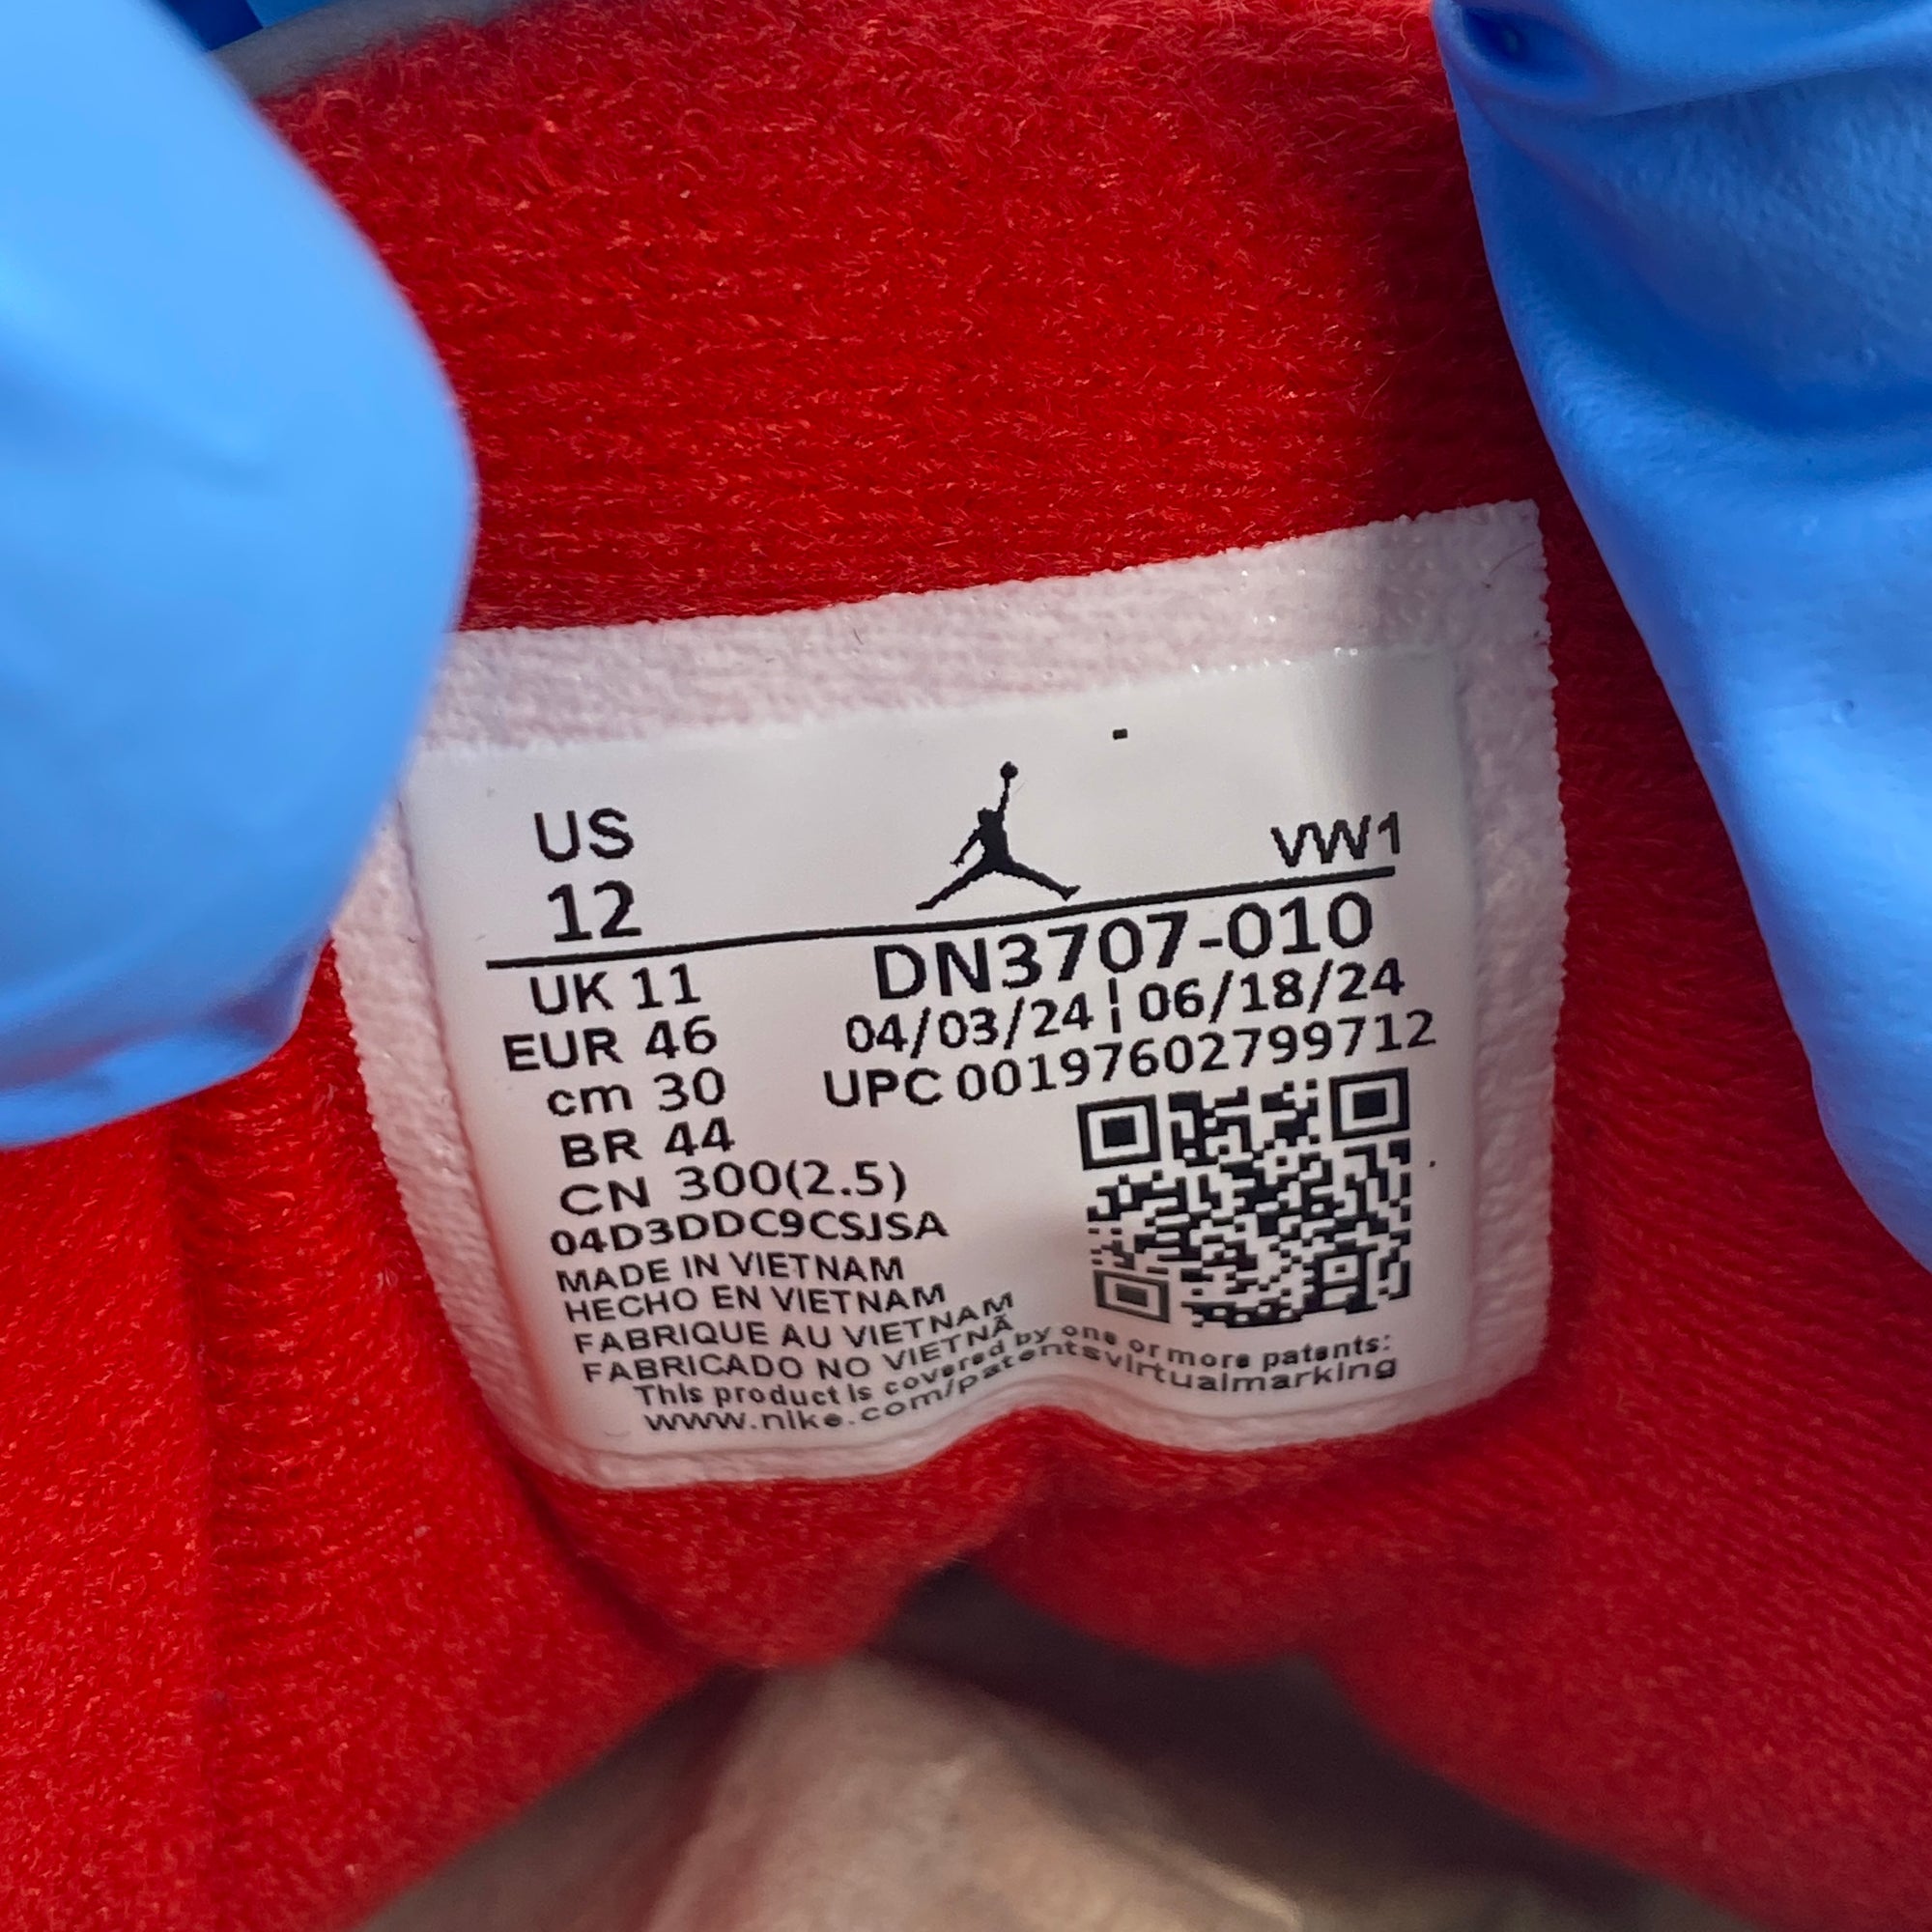 US
12
VW1
DN3707-010
04/03/24¦06/18/24
UPC 00197602799712
UK 11
EUR 46
cm 30
BR 44
CN 300(2.5)
04D3DDC9CSJSA
MADE IN VIETNAM
HECHO EN VIETNAM
FABRIQUE AU VIETNAM
FABRICADO NO VIETNÃ
This product is covered by one or more patents:
www.nike.com/patentsvirtualmarking